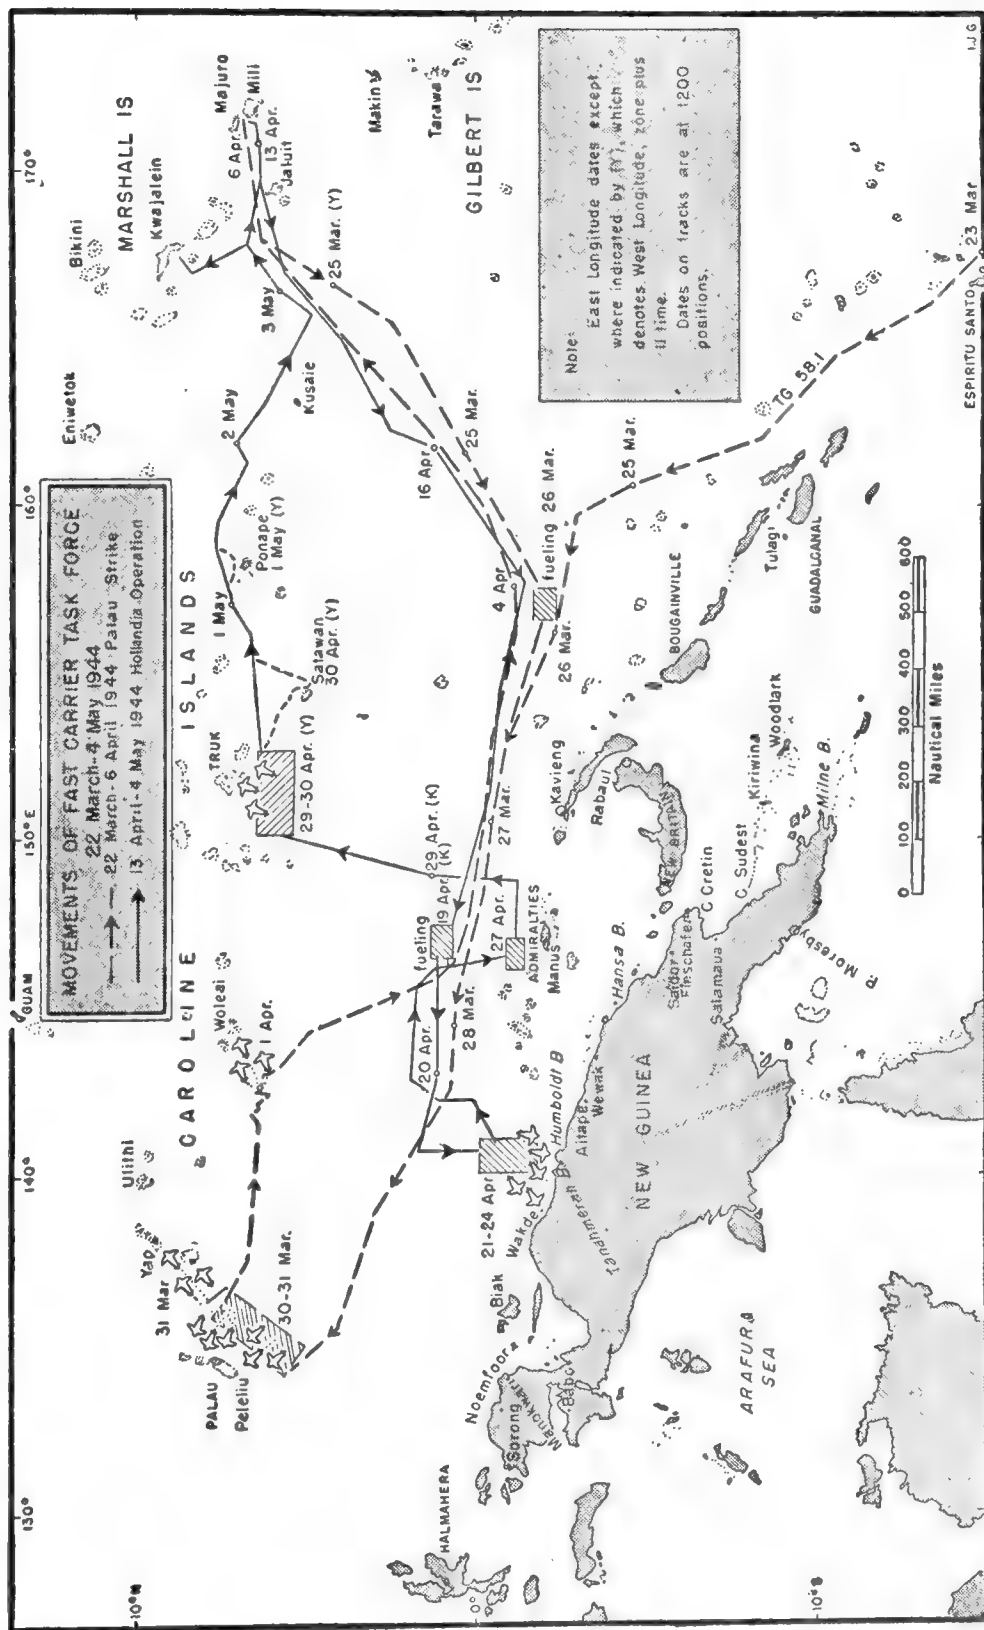 MOVEMENTS OF FAST CARRIER TASK FORCE
22 March-4 May 1944
22 March-6 April 1944 Palau Strike
13 April-4 May 1944 Hollandia Operation
130°
140°
150°E
160°
170°
10°N
0°
10°S
GUAM
Ulithi
Yap
31 Mar
PALAU
Peleliu
30-31 Mar.
Woleai
1 Apr.
CAROLINE ISLANDS
TRUK
29-30 Apr. (Y)
Satawan
30 Apr. (Y)
1 May
Ponape
1 May (Y)
2 May
Eniwetok
Kusaie
3 May
Bikini
MARSHALL IS
Kwajalein
6 Apr.
Majuro
Mili
13 Apr.
Jaluit
25 Mar. (Y)
Makin
Tarawa
GILBERT IS
16 Apr.
25 Mar.
4 Apr
fueling 26 Mar.
26 Mar.
25 Mar.
27 Mar.
29 Apr. (K)
19 Apr. (K)
fueling
27 Apr.
ADMIRALTIES
Manus
28 Mar.
20 Apr.
21-24 Apr
Wakde
Humboldt B
Tanahmerah B.
Aitape
Wewak
Hansa B.
NEW GUINEA
Saidor
Finschafen
Salamaua
C. Cretin
C. Sudest
Kiriwina
Woodlark
Milne B.
P. Moresby
Kavieng
Rabaul
NEW BRITAIN
BOUGAINVILLE
Tulagi
GUADALCANAL
TG 58.1
ESPIRITU SANTO
23 Mar
HALMAHERA
Sorong
Manokwari
Noemfoor
Biak
Babo
ARAFURA
SEA
Note:
East Longitude dates except
where indicated by (Y), which
denotes West Longitude, zone plus
11 time.
Dates on tracks are at 1200
positions.
0 100 200 300 400 500 600
Nautical Miles
IJG